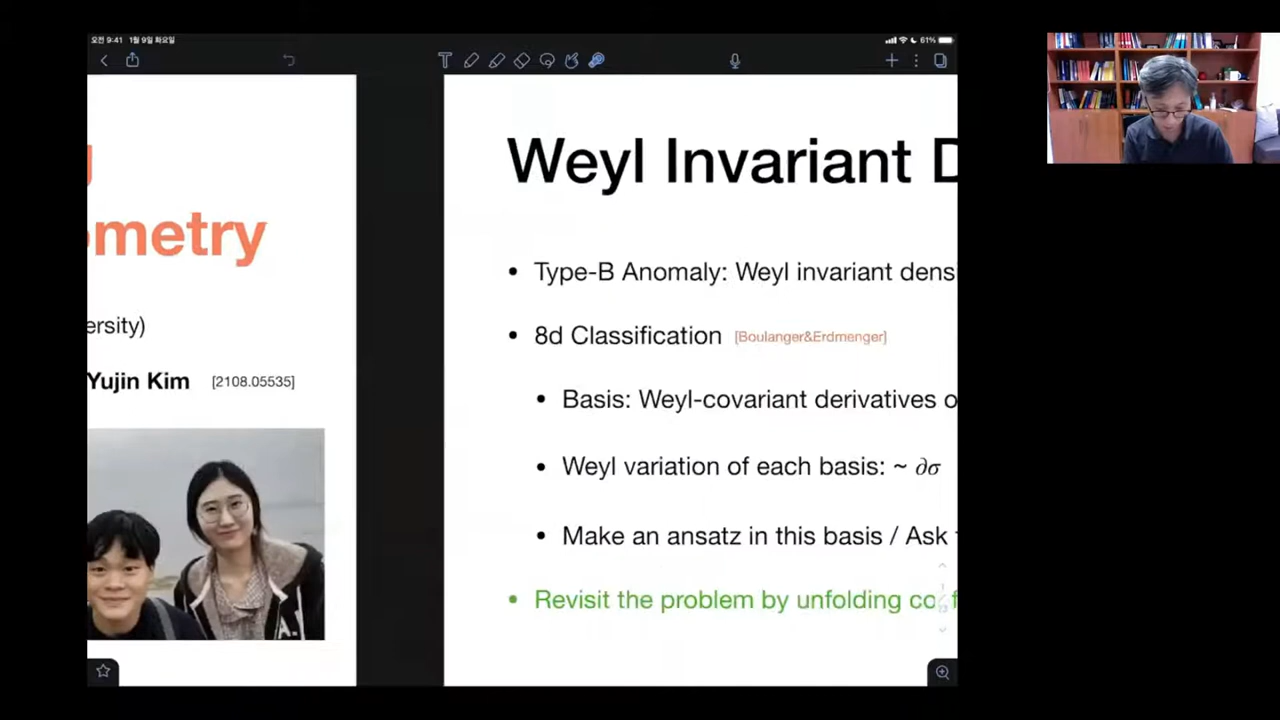 오전 9:41 1월 9일 화요일
61%
ometry
ersity)
Yujin Kim [2108.05535]
Weyl Invariant D
• Type-B Anomaly: Weyl invariant dens
• 8d Classification [Boulanger&Erdmenger]
• Basis: Weyl-covariant derivatives o
• Weyl variation of each basis: ~ ∂σ
• Make an ansatz in this basis / Ask
• Revisit the problem by unfolding co